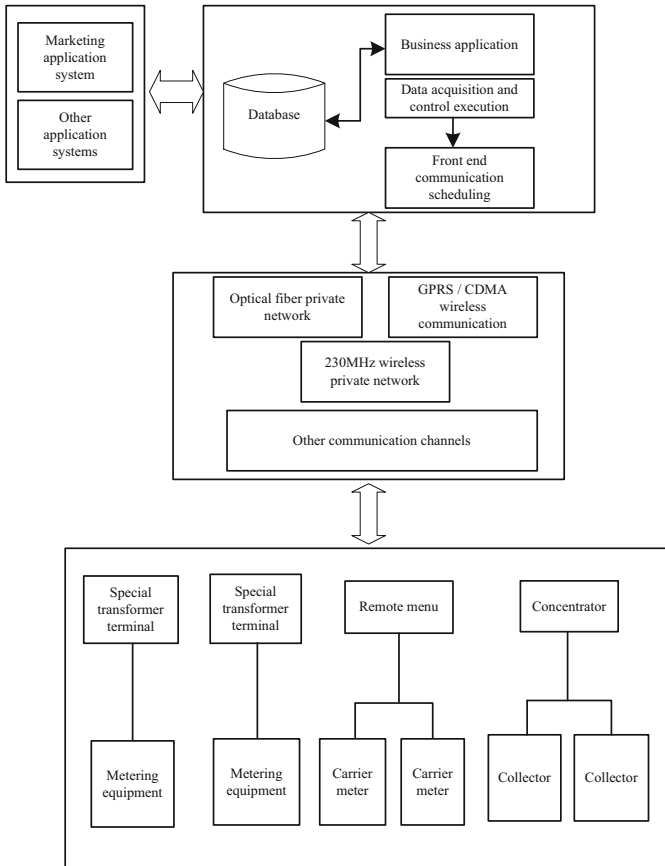 Marketing
application
system
Other
application
systems
Database
Business application
Data acquisition and
control execution
Front end
communication
scheduling
Optical fiber private
network
GPRS / CDMA
wireless
communication
230MHz wireless
private network
Other communication channels
Special
transformer
terminal
Special
transformer
terminal
Remote menu
Concentrator
Metering
equipment
Metering
equipment
Carrier
meter
Carrier
meter
Collector
Collector